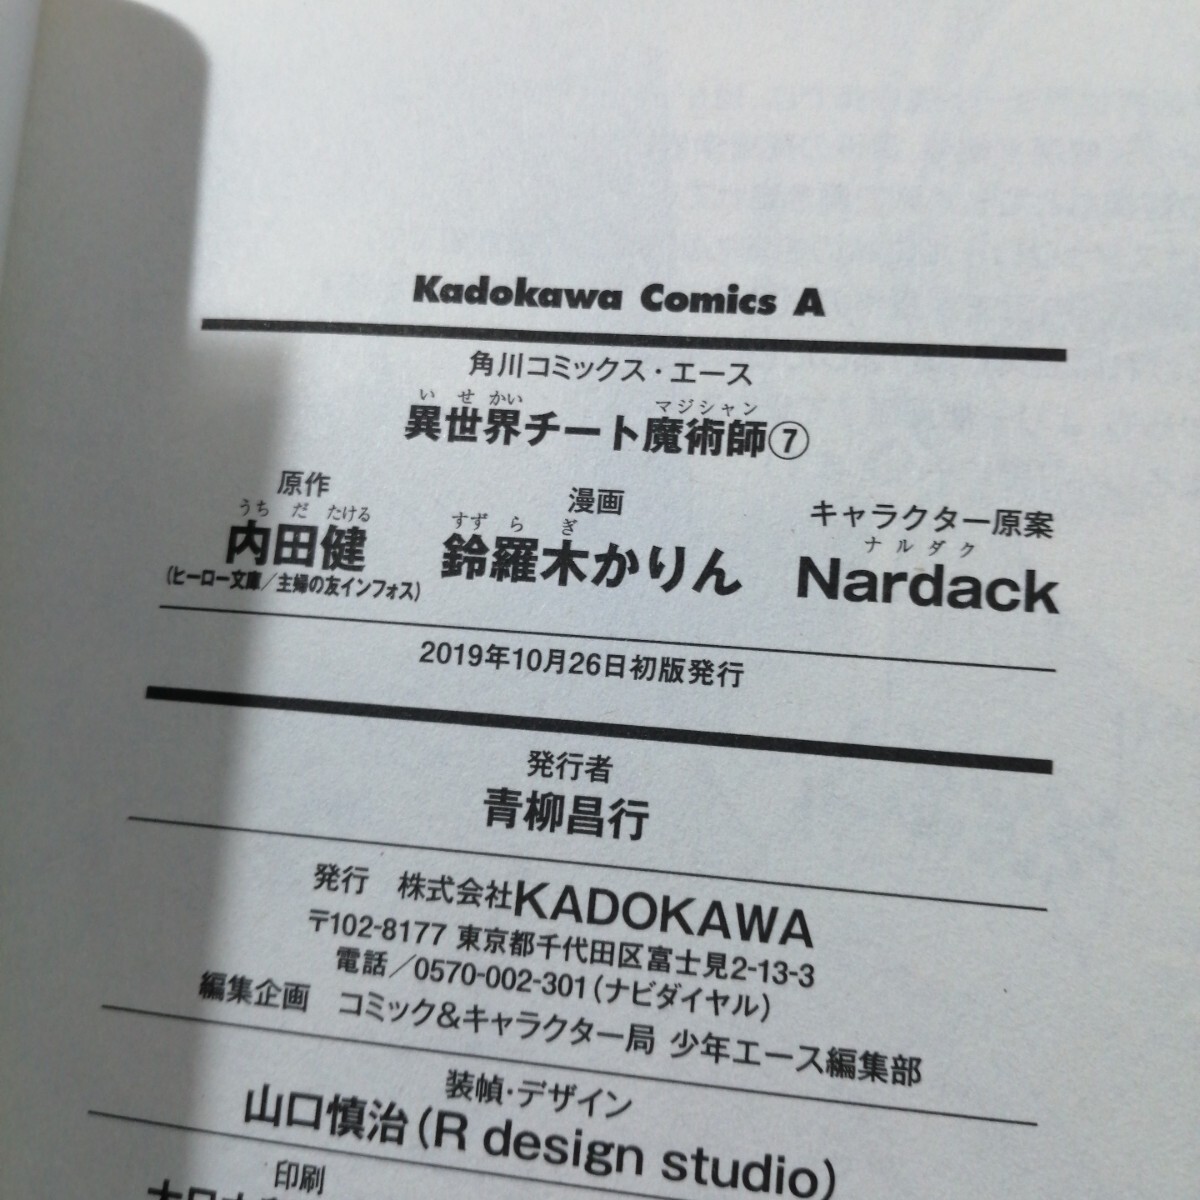 Kadokawa Comics A
角川コミックス・エース
いせかい マジシャン
異世界チート魔術師⑦
原作 漫画 キャラクター原案
うちだたける すずらぎ ナルダク
内田健 鈴羅木かりん Nardack
(ヒーロー文庫/主婦の友インフォス)
2019年10月26日初版発行
発行者
青柳昌行
発行 株式会社KADOKAWA
〒102-8177 東京都千代田区富士見2-13-3
電話/0570-002-301(ナビダイヤル)
編集企画 コミック&キャラクター局 少年エース編集部
装幀・デザイン
山口慎治(R design studio)
印刷